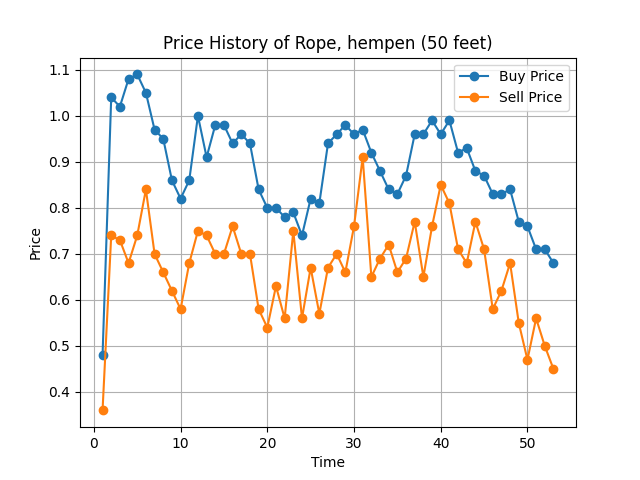 Price History of Rope, hempen (50 feet)
Buy Price
Sell Price
1.1
1.0
0.9
0.8
0.7
0.6
0.5
0.4
Price
0 10 20 30 40 50
Time